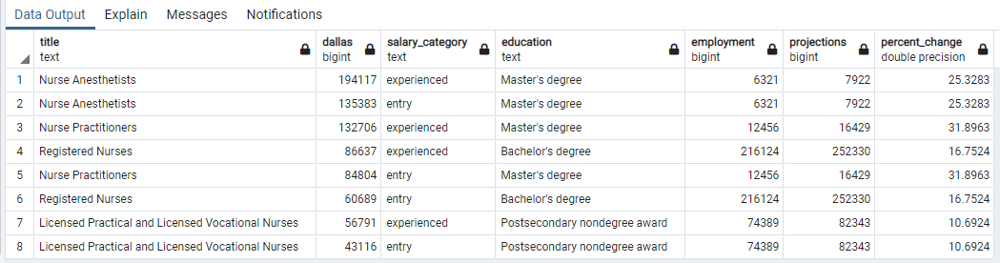 Data Output Explain Messages Notifications
title dallas salary_category education employment projections percent_change
text bigint text text bigint bigint double precision
1 Nurse Anesthetists 194117 experienced Master's degree 6321 7922 25.3283
2 Nurse Anesthetists 135383 entry Master's degree 6321 7922 25.3283
3 Nurse Practitioners 132706 experienced Master's degree 12456 16429 31.8963
4 Registered Nurses 86637 experienced Bachelor's degree 216124 252330 16.7524
5 Nurse Practitioners 84804 entry Master's degree 12456 16429 31.8963
6 Registered Nurses 60689 entry Bachelor's degree 216124 252330 16.7524
7 Licensed Practical and Licensed Vocational Nurses 56791 experienced Postsecondary nondegree award 74389 82343 10.6924
8 Licensed Practical and Licensed Vocational Nurses 43116 entry Postsecondary nondegree award 74389 82343 10.6924